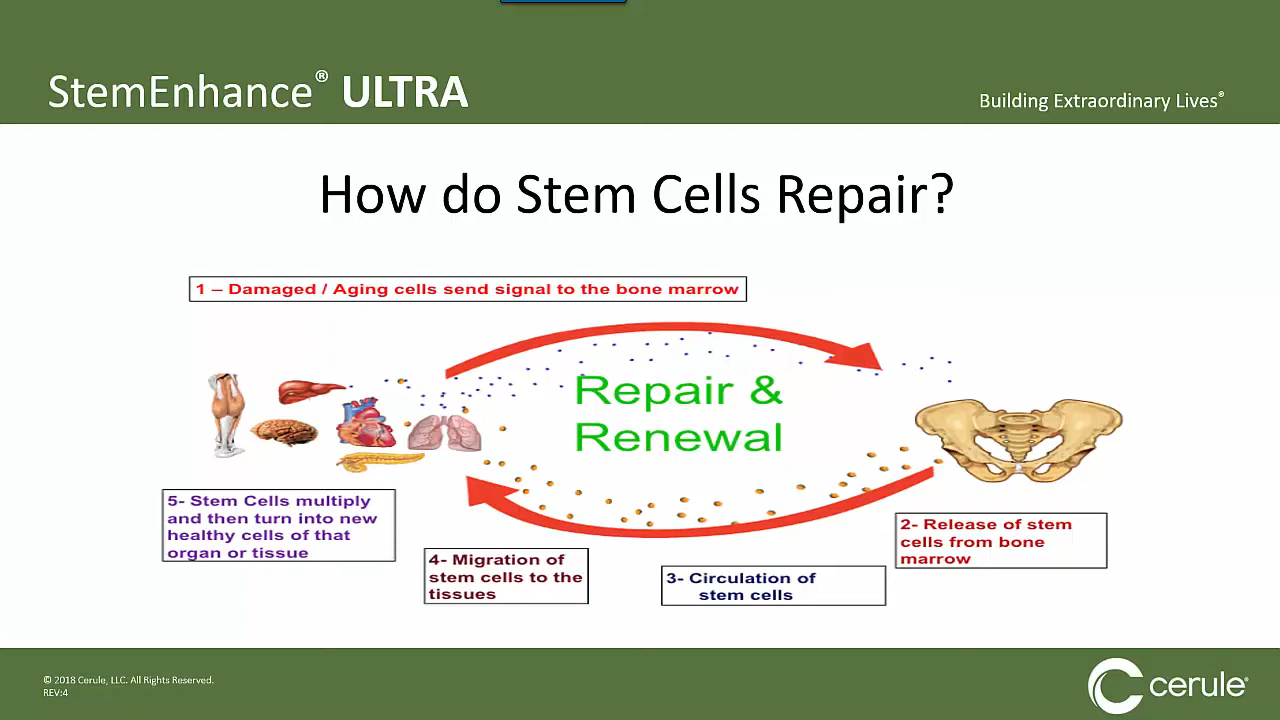 StemEnhance® ULTRA
Building Extraordinary Lives®
How do Stem Cells Repair?
1 – Damaged / Aging cells send signal to the bone marrow
Repair &
Renewal
5- Stem Cells multiply
and then turn into new
healthy cells of that
organ or tissue
4- Migration of
stem cells to the
tissues
3- Circulation of
stem cells
2- Release of stem
cells from bone
marrow
© 2018 Cerule, LLC. All Rights Reserved.
REV:4
cerule®